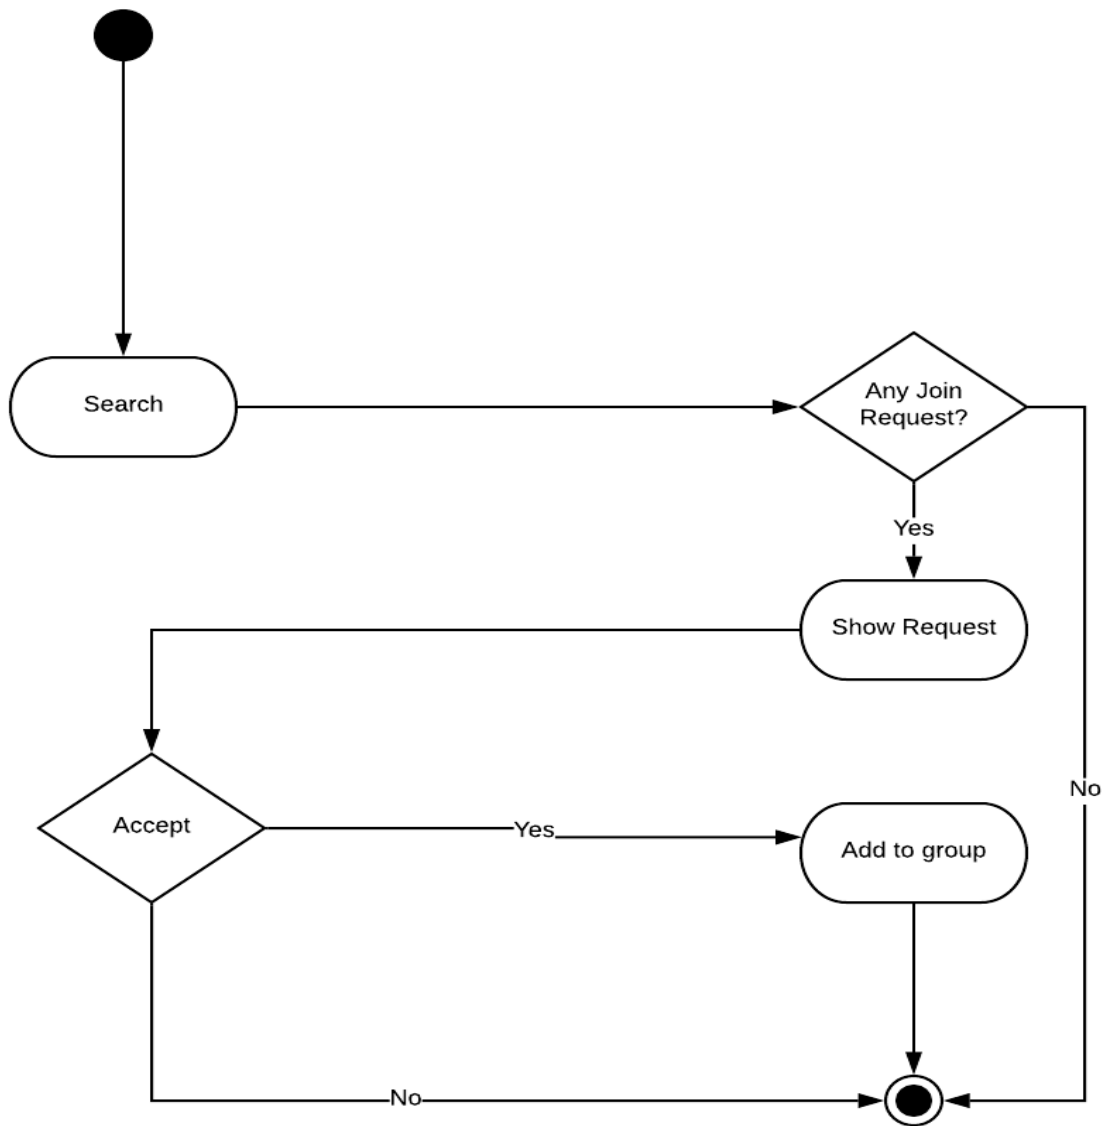 Search
Any Join
Request?
Yes
Show Request
No
Accept
Yes
Add to group
No